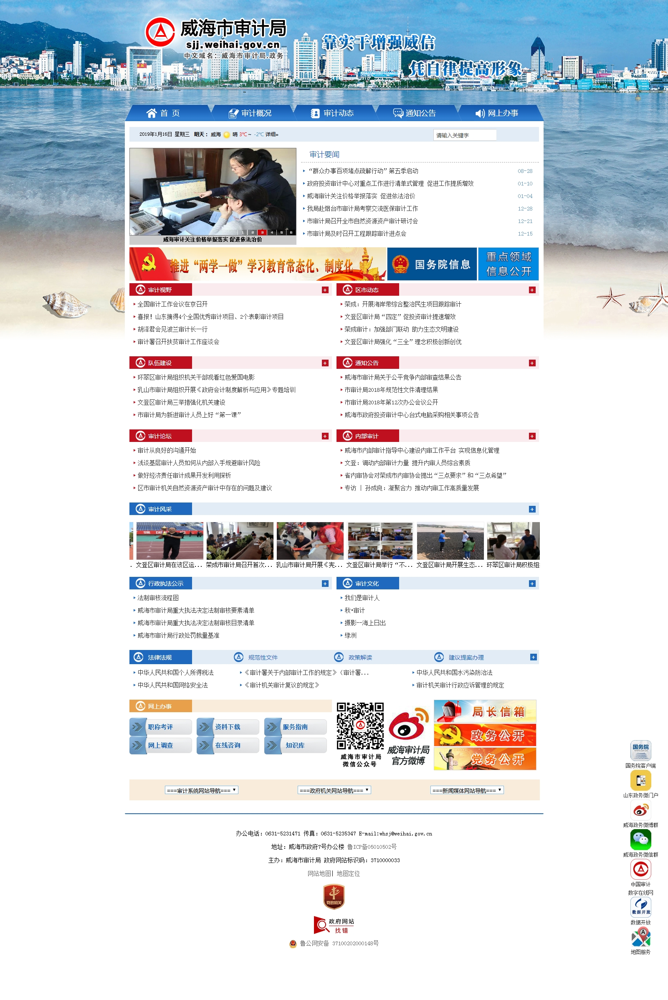 威海市审计局
sjj.weihai.gov.cn
中文域名：威海市审计局.政务
靠实干增强威信
凭自律提高形象
首 页
审计概况
审计动态
通知公告
网上办事
2019年1月16日 星期三 明天： 威海 晴 3℃ ~ -2℃ 详细»
请输入关键字
1 2 3 4 5 6
威海审计关注价格举报落实 促进依法治价
审计要闻
“群众办事百项堵点疏解行动”第五季启动 08-28
政府投资审计中心对重点工作进行清单式管理 促进工作提质增效 01-10
威海审计关注价格举报落实 促进依法治价 01-04
我局赴烟台市审计局考察交流医保审计工作 12-28
市审计局召开全市自然资源资产审计研讨会 12-21
市审计局及时召开工程跟踪审计进点会 12-15
推进“两学一做”学习教育常态化、制度化
国务院信息
重点领域
信息公开
审计视野
全国审计工作会议在京召开
喜报！山东摘得4个全国优秀审计项目、2个表彰审计项目
胡泽君会见波兰审计长一行
审计署召开扶贫审计工作座谈会
区市动态
荣成：开展海岸带综合整治民生项目跟踪审计
文登区审计局“四定”促投资审计提速增效
荣成审计：加强部门联动 助力生态文明建设
文登区审计局强化“三全”理念积极创新创优
队伍建设
环翠区审计局组织机关干部观看红色爱国电影
乳山市审计局组织开展《政府会计制度解析与应用》专题培训
文登区审计局三举措强化机关建设
市审计局为新进审计人员上好“第一课”
通知公告
威海市审计局关于公平竞争内部审查结果公告
市审计局2018年规范性文件清理结果
市审计局2018年第12次办公会议公开
威海市政府投资审计中心台式电脑采购相关事项公告
审计论坛
审计从良好的沟通开始
浅谈基层审计人员如何从内部入手规避审计风险
做好经济责任审计成果开发利用探析
区市审计机关自然资源资产审计中存在的问题及建议
内部审计
威海市内部审计指导中心建设内审工作平台 实现信息化管理
文登：调动内部审计力量 提升内审人员综合素质
省内审协会对荣成市内审协会提出“三点要求”和“三点希望”
专访 | 孙成良：凝聚合力 推动内审工作高质量发展
审计风采
文登区审计局在该区运...
荣成市审计局召开首次...
乳山市审计局开展《宪...
文登区审计局举行“不...
文登区审计局开展生态...
环翠区审计局积极组
行政执法公示
法制审核流程图
威海市审计局重大执法决定法制审核要素清单
威海市审计局重大执法决定法制审核目录清单
威海市审计局行政处罚裁量基准
审计文化
我们是审计人
秋•审计
摄影--海上日出
绿洲
法律法规 规范性文件 政策解读 建议提案办理
中华人民共和国个人所得税法
《审计署关于内部审计工作的规定》（审计署...
中华人民共和国水污染防治法
中华人民共和国网络安全法
《审计机关审计复议的规定》
审计机关审计行政应诉管理的规定
网上办事
职称考评 资料下载 服务指南
网上调查 在线咨询 知识库
威海市审计局
微信公众号
威海审计局
官方微博
局长信箱
政务公开
党务公开
===审计系统网站导航===
===政府机关网站导航===
===新闻媒体网站导航===
国务院
国务院客户端
山东政务微门户
威海政务微博群
威海政务微信群
中国审计
数字在线网
数据开放
数据开放
地图服务
办公电话：0631-5231471 传真：0631-5235347 E-mail:whsj@weihai.gov.cn
地址：威海市政府7号办公楼 鲁ICP备05010502号
主办：威海市审计局 政府网站标识码：3710000033
网站地图| 地图定位
党政机关
政府网站
找错
鲁公网安备 37100202000148号